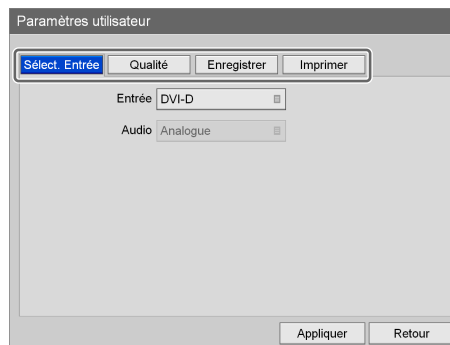 Paramètres utilisateur
Sélect. Entrée Qualité Enregistrer Imprimer
Entrée DVI-D
Audio Analogue
Appliquer Retour